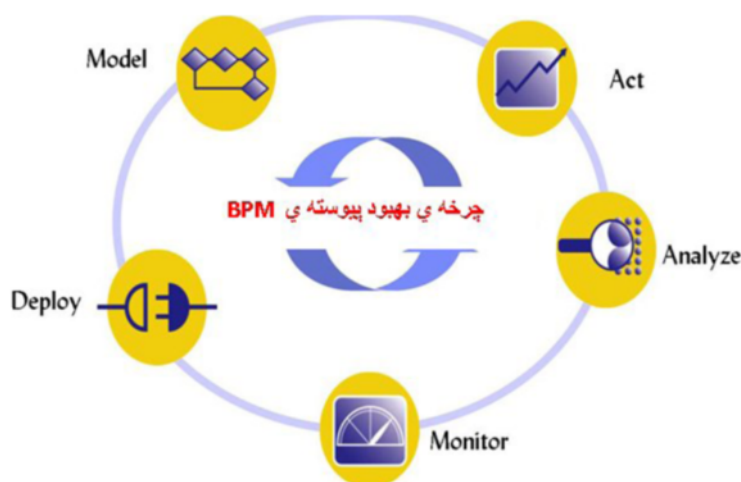 Model
Act
چرخه ي بهبود پيوسته ي BPM
Analyze
Deploy
Monitor